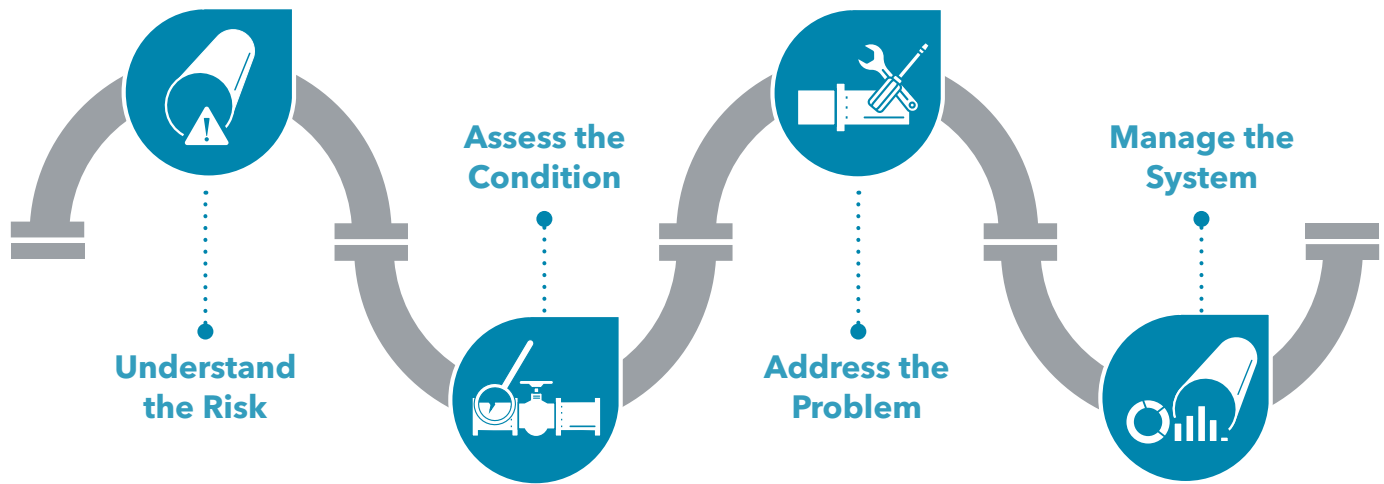 Understand
the Risk
Assess the
Condition
Address the
Problem
Manage the
System